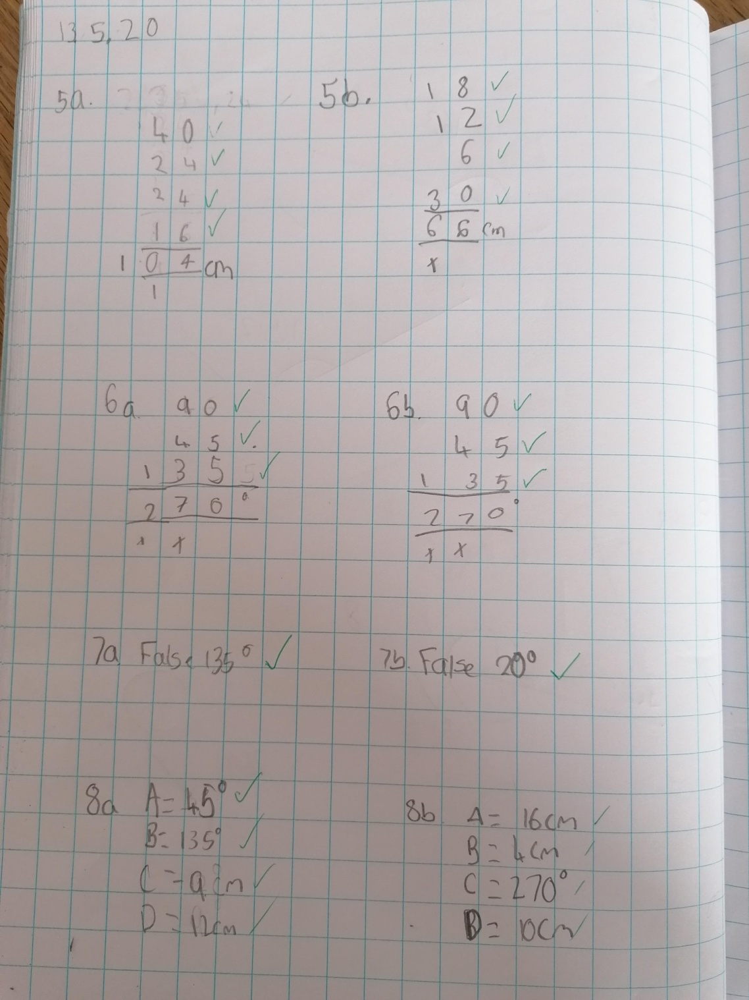 13.5.20
5a.
40 ✓
24 ✓
24 ✓
16 ✓
104 cm
1
5b.
18 ✓
12 ✓
6 ✓
30 ✓
66 cm
1
6a
90 ✓
45 ✓
135 ✓
270°
1 1
6b.
90 ✓
45 ✓
135 ✓
270°
1 1
7a False 135° ✓
7b. False 20° ✓
8a A = 45° ✓
B = 135° ✓
C = 9cm ✓
D = 12cm ✓
8b A = 16cm ✓
B = 4cm ✓
C = 270° ✓
D = 10cm ✓